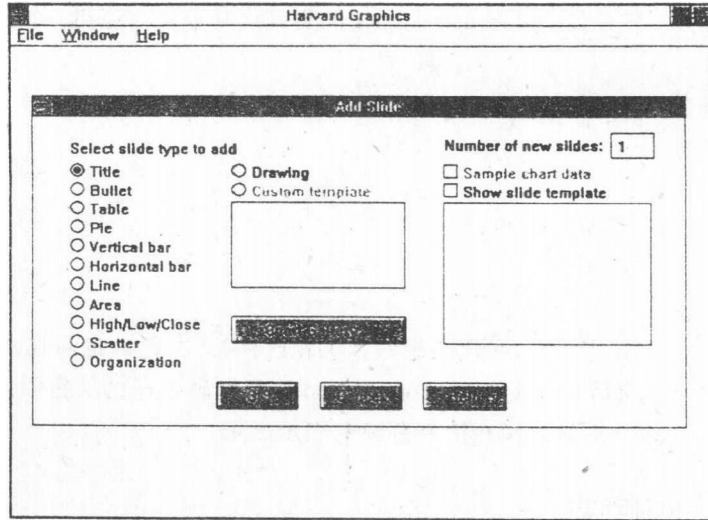 Harvard Graphics
File Window Help
Add Slide
Select slide type to add
Number of new slides: 1
Title
Drawing
Sample chart data
Bullet
Custom template
Show slide template
Table
Pie
Vertical bar
Horizontal bar
Line
Area
High/Low/Close
Scatter
Organization